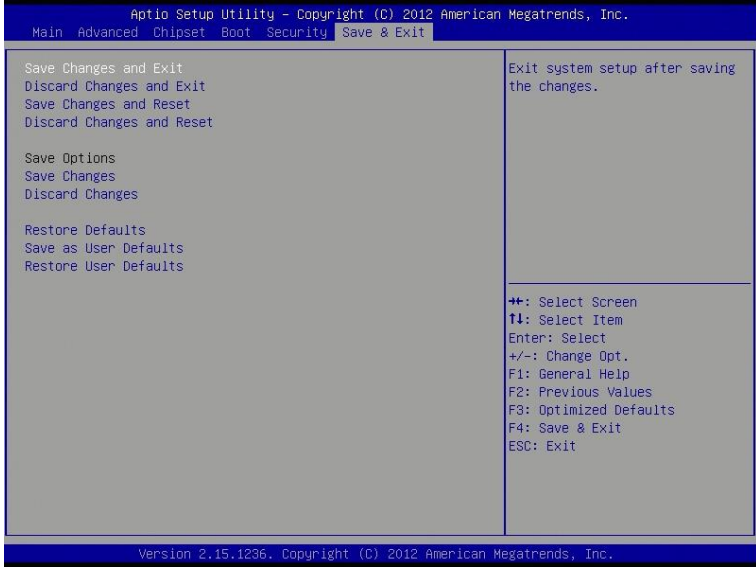 Aptio Setup Utility – Copyright (C) 2012 American Megatrends, Inc.
Main Advanced Chipset Boot Security Save & Exit
Save Changes and Exit
Discard Changes and Exit
Save Changes and Reset
Discard Changes and Reset
Save Options
Save Changes
Discard Changes
Restore Defaults
Save as User Defaults
Restore User Defaults
Exit system setup after saving
the changes.
→←: Select Screen
↑↓: Select Item
Enter: Select
+/-: Change Opt.
F1: General Help
F2: Previous Values
F3: Optimized Defaults
F4: Save & Exit
ESC: Exit
Version 2.15.1236. Copyright (C) 2012 American Megatrends, Inc.